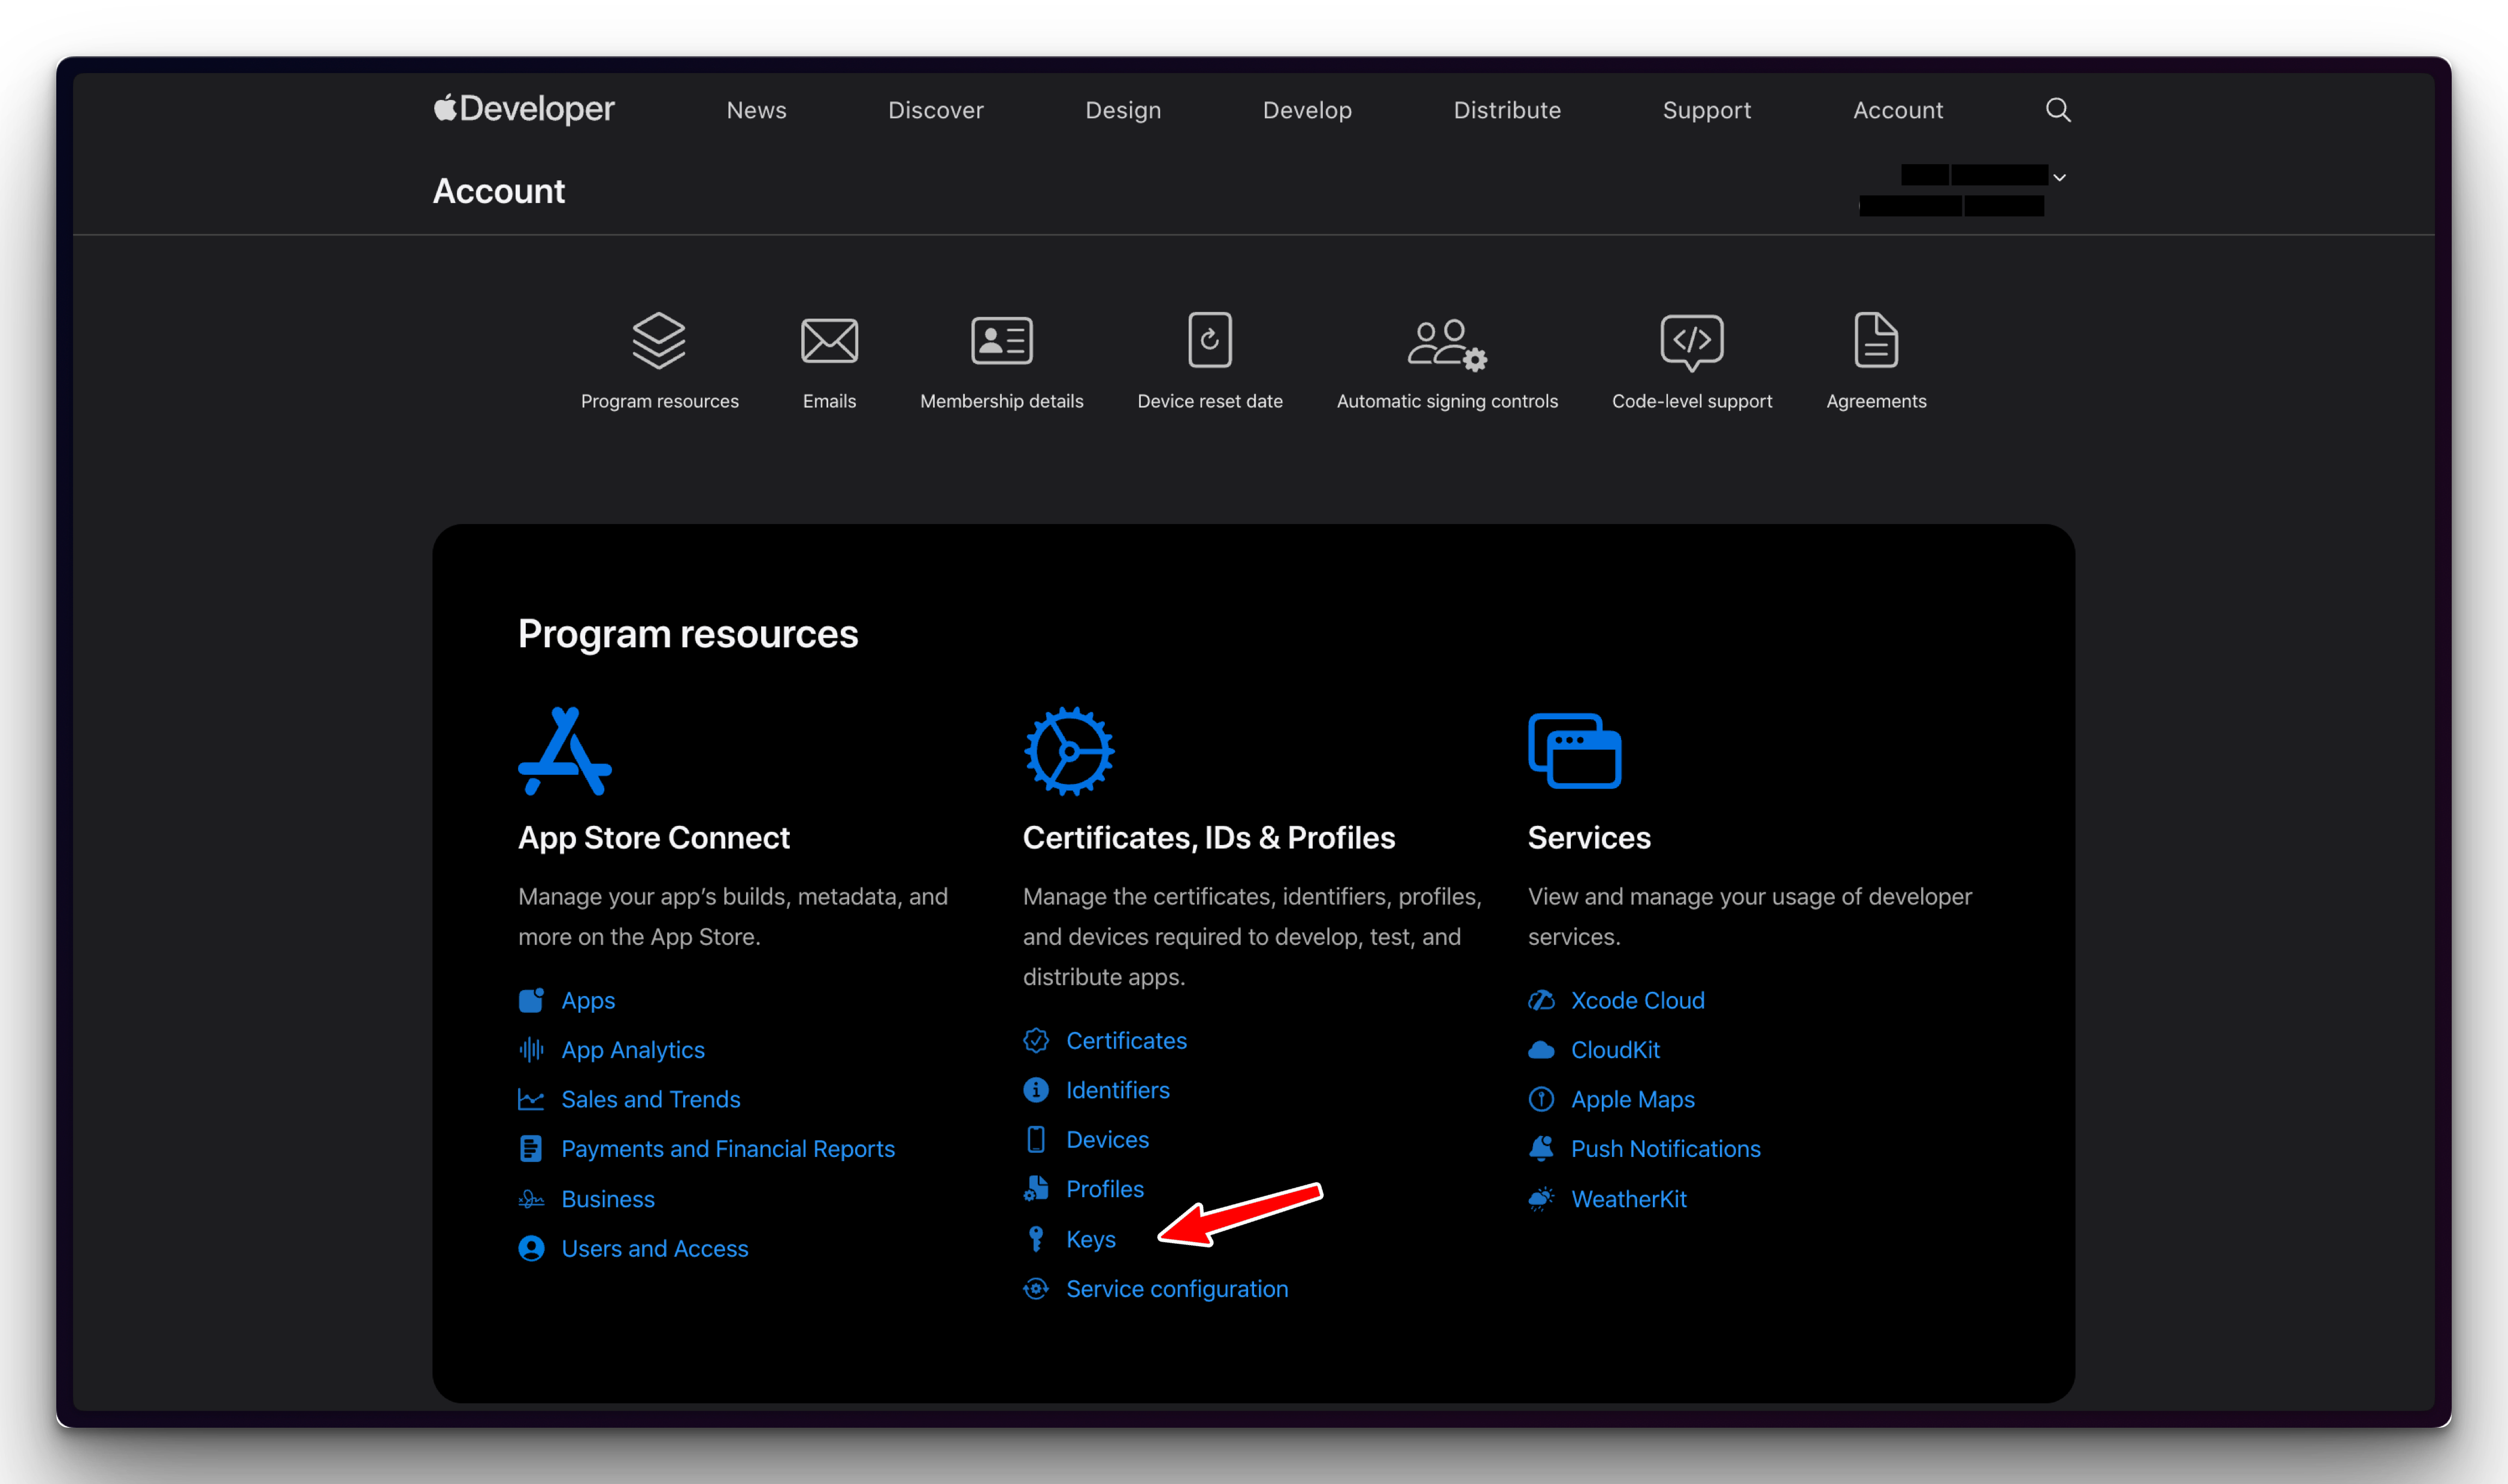 Developer News Discover Design Develop Distribute Support Account
Account
Program resources Emails Membership details Device reset date Automatic signing controls Code-level support Agreements
Program resources
App Store Connect
Manage your app’s builds, metadata, and
more on the App Store.
Apps
App Analytics
Sales and Trends
Payments and Financial Reports
Business
Users and Access
Certificates, IDs & Profiles
Manage the certificates, identifiers, profiles,
and devices required to develop, test, and
distribute apps.
Certificates
Identifiers
Devices
Profiles
Keys
Service configuration
Services
View and manage your usage of developer
services.
Xcode Cloud
CloudKit
Apple Maps
Push Notifications
WeatherKit